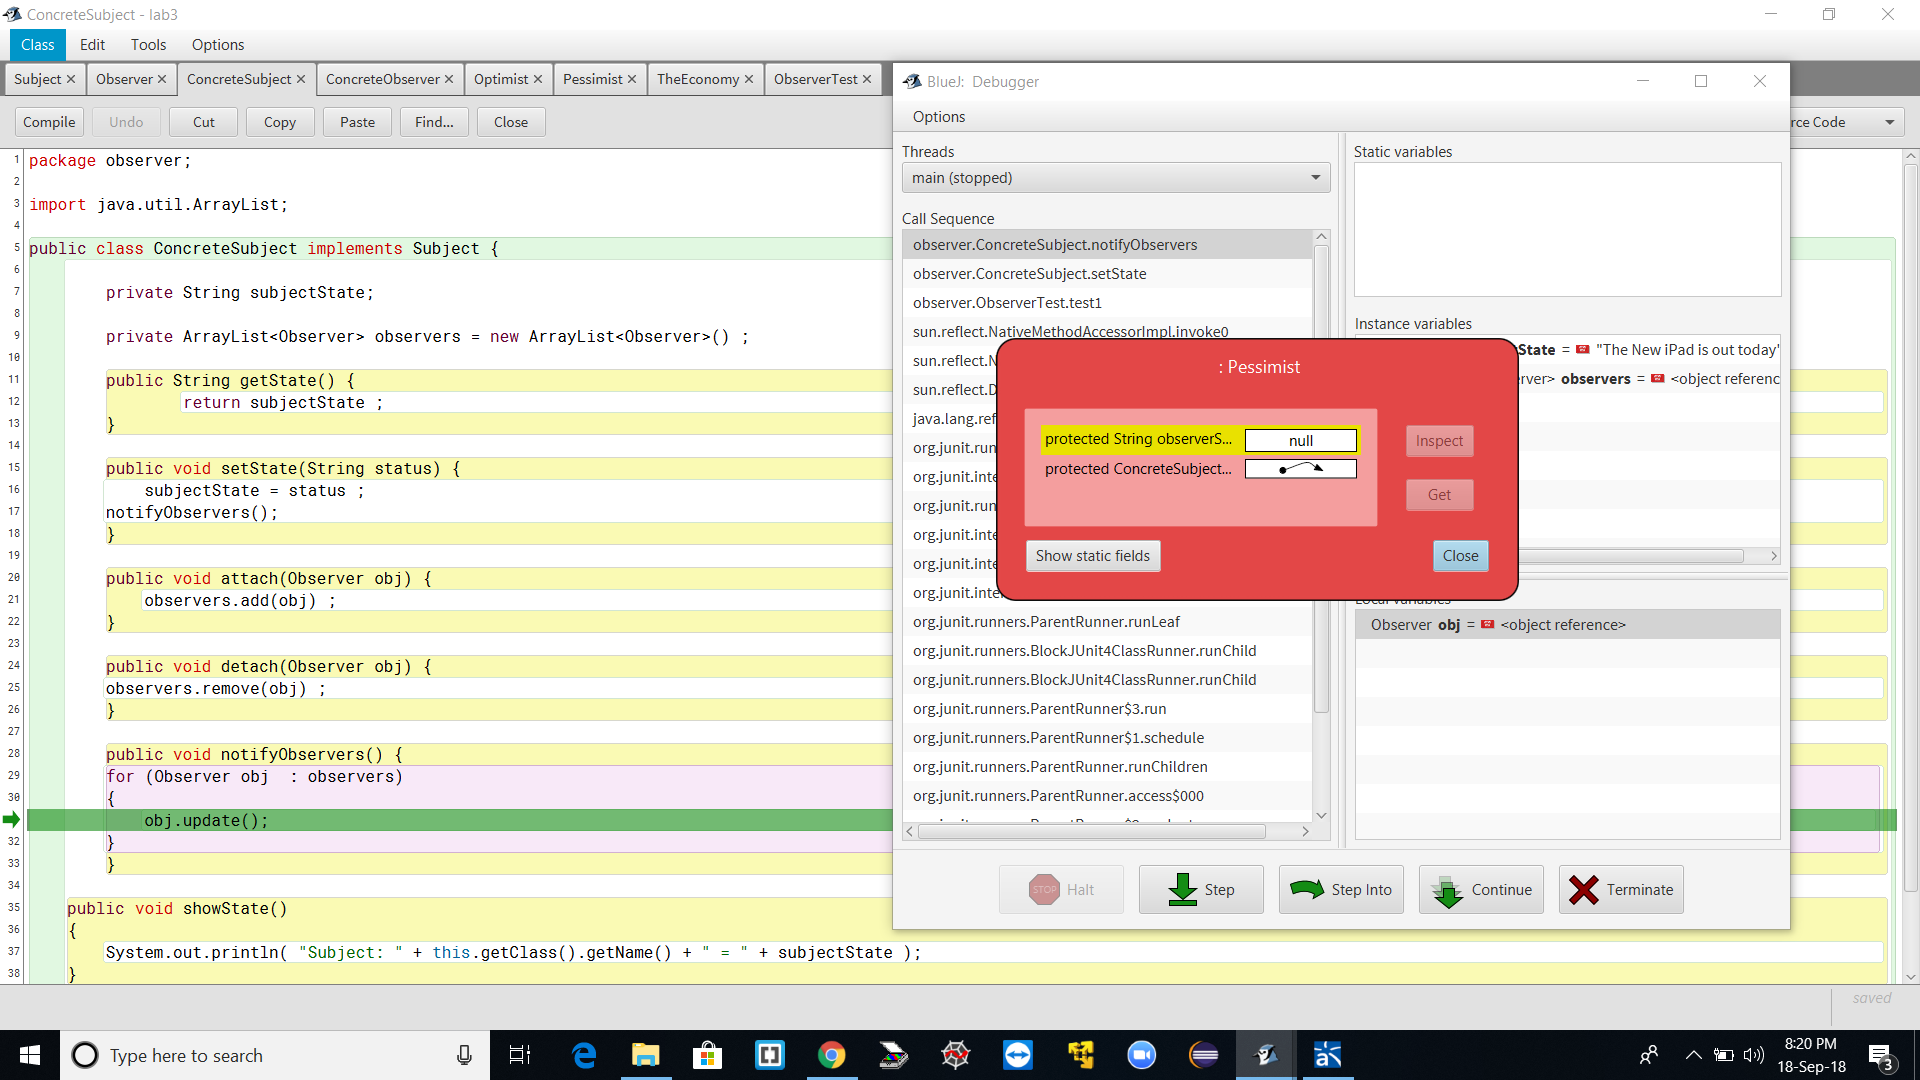 ConcreteSubject - lab3
Class Edit Tools Options
Subject Observer ConcreteSubject ConcreteObserver Optimist Pessimist TheEconomy ObserverTest
Compile Undo Cut Copy Paste Find... Close
rce Code
1 package observer;
2
3 import java.util.ArrayList;
4
5 public class ConcreteSubject implements Subject {
6
7 private String subjectState;
8
9 private ArrayList<Observer> observers = new ArrayList<Observer>() ;
10
11 public String getState() {
12 return subjectState ;
13 }
14
15 public void setState(String status) {
16 subjectState = status ;
17 notifyObservers();
18 }
19
20 public void attach(Observer obj) {
21 observers.add(obj) ;
22 }
23
24 public void detach(Observer obj) {
25 observers.remove(obj) ;
26 }
27
28 public void notifyObservers() {
29 for (Observer obj : observers)
30 {
obj.update();
32 }
33 }
34
35 public void showState()
36 {
37 System.out.println( "Subject: " + this.getClass().getName() + " = " + subjectState );
38 }
saved
BlueJ: Debugger
Options
Threads
main (stopped)
Call Sequence
observer.ConcreteSubject.notifyObservers
observer.ConcreteSubject.setState
observer.ObserverTest.test1
sun.reflect.NativeMethodAccessorImpl.invoke0
sun.reflect.N
sun.reflect.D
java.lang.ref
org.junit.run
org.junit.inte
org.junit.run
org.junit.inte
org.junit.inte
org.junit.inte
org.junit.runners.ParentRunner.runLeaf
org.junit.runners.BlockJUnit4ClassRunner.runChild
org.junit.runners.BlockJUnit4ClassRunner.runChild
org.junit.runners.ParentRunner$3.run
org.junit.runners.ParentRunner$1.schedule
org.junit.runners.ParentRunner.runChildren
org.junit.runners.ParentRunner.access$000
Static variables
Instance variables
State = "The New iPad is out today"
rver> observers = <object referenc
Local variables
Observer obj = <object reference>
: Pessimist
protected String observerS... null
protected ConcreteSubject...
Inspect
Get
Show static fields
Close
STOP Halt
Step
Step Into
Continue
Terminate
Type here to search
8:20 PM
18-Sep-18
3